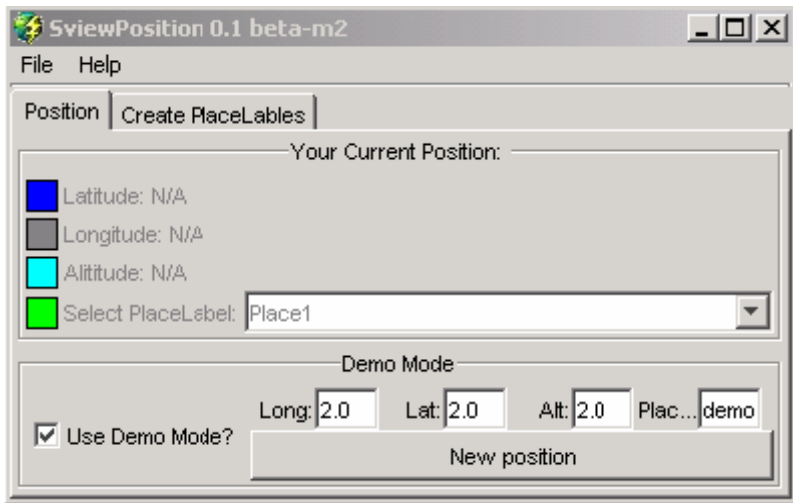 SviewPosition 0.1 beta-m2
File Help
Position Create PlaceLables
Your Current Position:
Latitude: N/A
Longitude: N/A
Alititude: N/A
Select PlaceLabel: Place1
Demo Mode
Long: 2.0 Lat: 2.0 Alt: 2.0 Plac... demo
Use Demo Mode?
New position